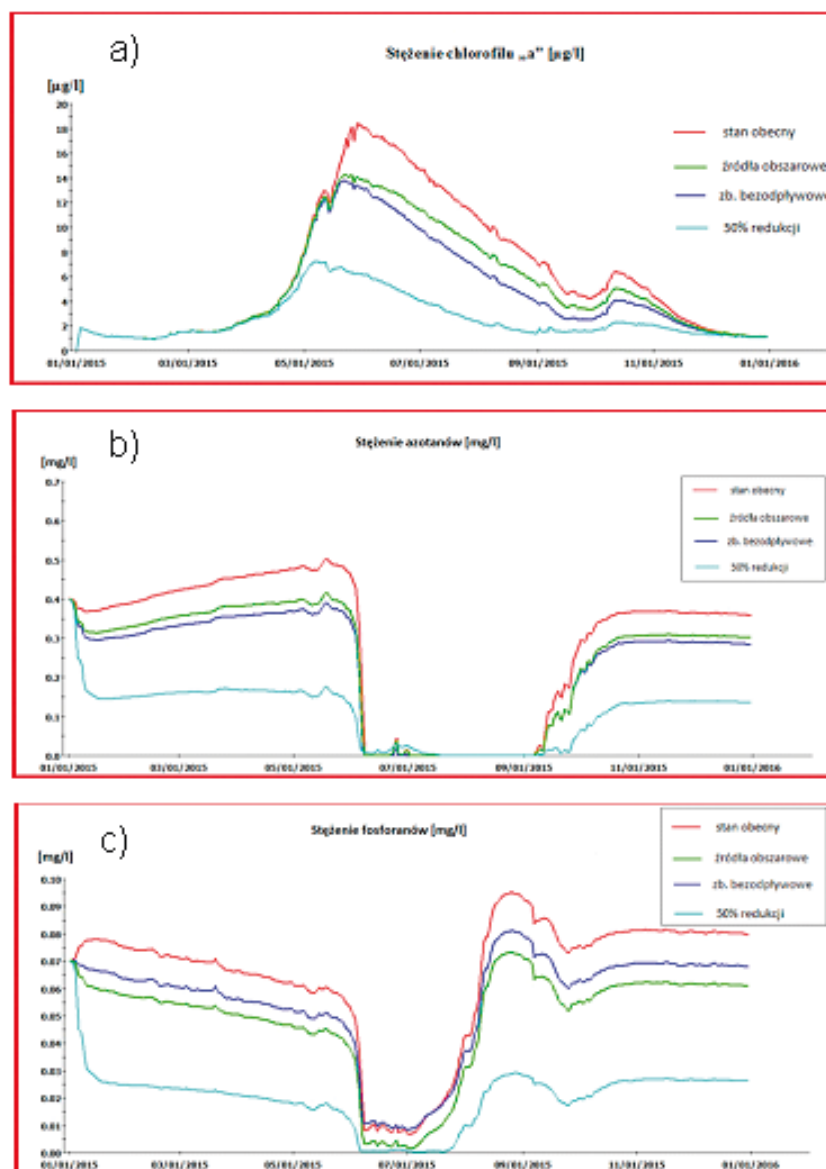 a)
Stężenie chlorofilu „a” [µg/l]
[µg/l]
20
18
16
14
12
10
8
6
4
2
0
01/01/2015 03/01/2015 05/01/2015 07/01/2015 09/01/2015 11/01/2015 01/01/2016
stan obecny
źródła obszarowe
zb. bezodpływowe
50% redukcji
b)
Stężenie azotanów [mg/l]
[mg/l]
0.7
0.6
0.5
0.4
0.3
0.2
0.1
0.0
01/01/2015 03/01/2015 05/01/2015 07/01/2015 09/01/2015 11/01/2015 01/01/2016
stan obecny
źródła obszarowe
zb. bezodpływowe
50% redukcji
c)
Stężenie fosforanów [mg/l]
[mg/l]
0.10
0.09
0.08
0.07
0.06
0.05
0.04
0.03
0.02
0.01
0.00
01/01/2015 03/01/2015 05/01/2015 07/01/2015 09/01/2015 11/01/2015 01/01/2016
stan obecny
źródła obszarowe
zb. bezodpływowe
50% redukcji